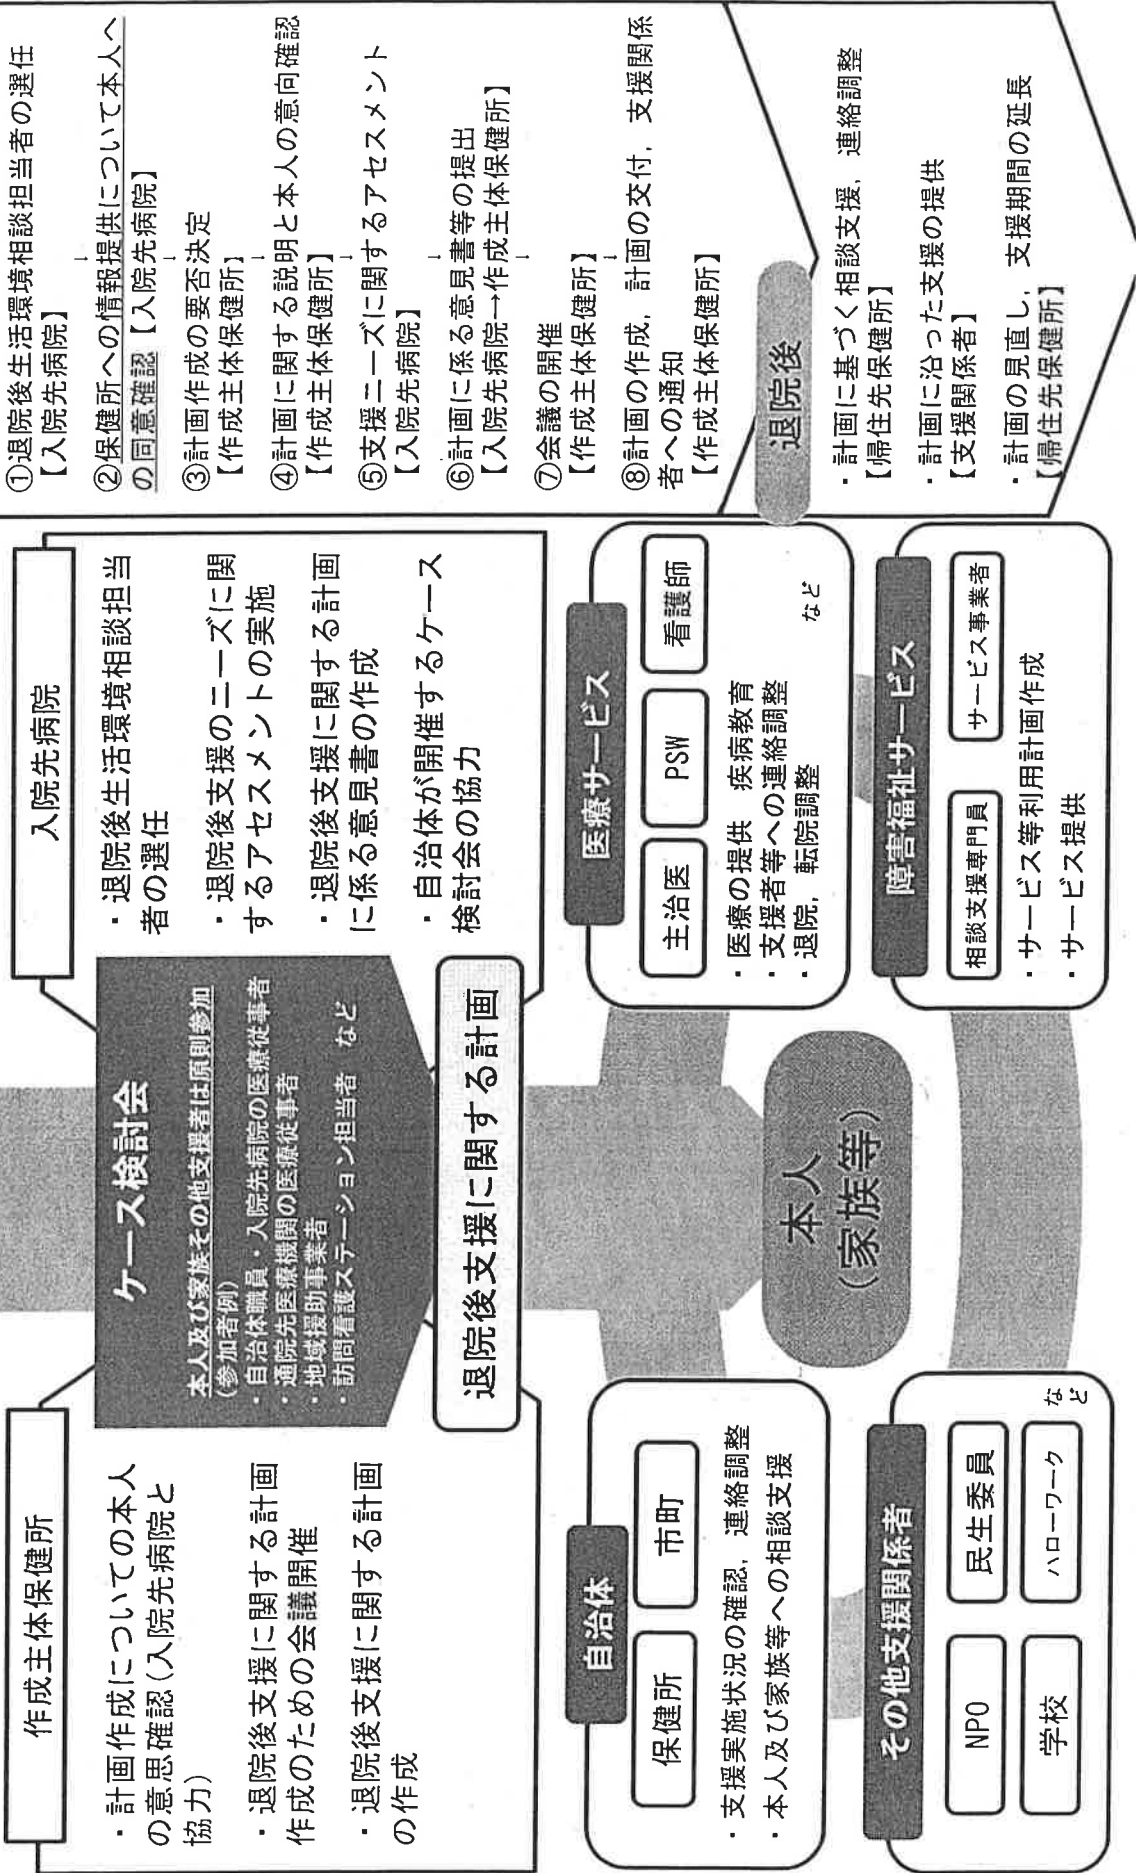 作成主体保健所
・計画作成についての本人
の意思確認（入院先病院と
協力）
・退院後支援に関する計画
作成のための会議開催
・退院後支援に関する計画
の作成
ケース検討会
本人及び家族その他支援者は原則参加
(参加者例)
・自治体職員・入院先病院の医療従事者
・通院先医療機関の医療従事者
・地域援助事業者
・訪問看護ステーション担当者　など
退院後支援に関する計画
入院先病院
・退院後生活環境相談担当
者の選任
・退院後支援のニーズに関
するアセスメントの実施
・退院後支援に関する計画
に係る意見書の作成
・自治体が開催するケース
検討会の協力
自治体
保健所
市町
・支援実施状況の確認，連絡調整
・本人及び家族等への相談支援
その他支援関係者
NPO
民生委員
学校
ハローワーク
など
本人
（家族等）
医療サービス
主治医
PSW
看護師
・医療の提供　疾病教育
・支援者等への連絡調整
・退院，転院調整
など
障害福祉サービス
相談支援専門員
サービス事業者
・サービス等利用計画作成
・サービス提供
①退院後生活環境相談担当者の選任
【入院先病院】
↓
②保健所への情報提供について本人へ
の同意確認【入院先病院】
↓
③計画作成の要否決定
【作成主体保健所】
↓
④計画に関する説明と本人の意向確認
【作成主体保健所】
↓
⑤支援ニーズに関するアセスメント
【入院先病院】
↓
⑥計画に係る意見書等の提出
【入院先病院→作成主体保健所】
↓
⑦会議の開催
【作成主体保健所】
↓
⑧計画の作成，計画の交付，支援関係
者への通知
【作成主体保健所】
退院後
・計画に基づく相談支援，連絡調整
【帰住先保健所】
・計画に沿った支援の提供
【支援関係者】
・計画の見直し，支援期間の延長
【帰住先保健所】